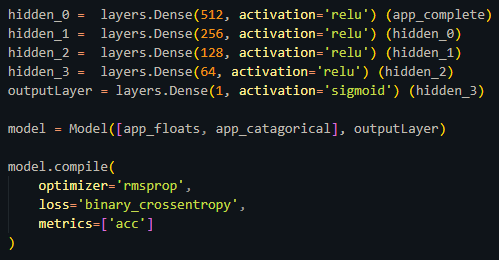 hidden_0 =  layers.Dense(512, activation='relu') (app_complete)
hidden_1 =  layers.Dense(256, activation='relu') (hidden_0)
hidden_2 =  layers.Dense(128, activation='relu') (hidden_1)
hidden_3 =  layers.Dense(64, activation='relu') (hidden_2)
outputLayer = layers.Dense(1, activation='sigmoid') (hidden_3)
model = Model([app_floats, app_catagorical], outputLayer)
model.compile(
    optimizer='rmsprop',
    loss='binary_crossentropy',
    metrics=['acc']
)